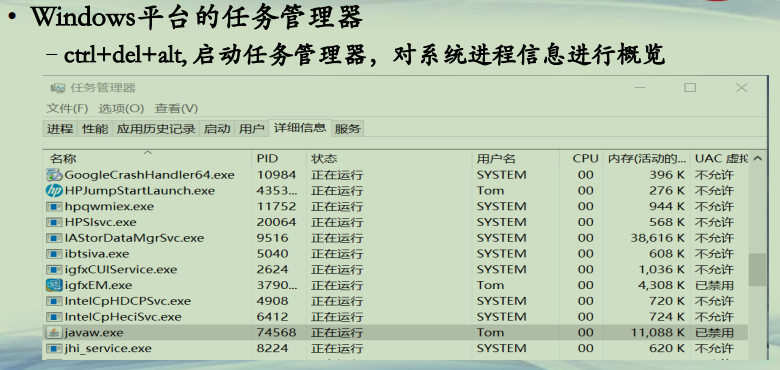 • Windows平台的任务管理器
– ctrl+del+alt, 启动任务管理器，对系统进程信息进行概览
任务管理器
文件(F) 选项(O) 查看(V)
进程 性能 应用历史记录 启动 用户 详细信息 服务
名称 PID 状态 用户名 CPU 内存(活动的... UAC 虚拟
GoogleCrashHandler64.exe 10984 正在运行 SYSTEM 00 396 K 不允许
HPJumpStartLaunch.exe 4353... 正在运行 Tom 00 276 K 不允许
hpqwmiex.exe 11752 正在运行 SYSTEM 00 944 K 不允许
HPSIsvc.exe 20064 正在运行 SYSTEM 00 568 K 不允许
IAStorDataMgrSvc.exe 9516 正在运行 SYSTEM 00 38,616 K 不允许
ibtsiva.exe 5040 正在运行 SYSTEM 00 608 K 不允许
igfxCUIService.exe 2624 正在运行 SYSTEM 00 1,036 K 不允许
igfxEM.exe 3790... 正在运行 Tom 00 4,308 K 已禁用
IntelCpHDCPSvc.exe 4908 正在运行 SYSTEM 00 720 K 不允许
IntelCpHeciSvc.exe 6412 正在运行 SYSTEM 00 724 K 不允许
javaw.exe 74568 正在运行 Tom 00 11,088 K 已禁用
jhi_service.exe 8224 正在运行 SYSTEM 00 620 K 不允许